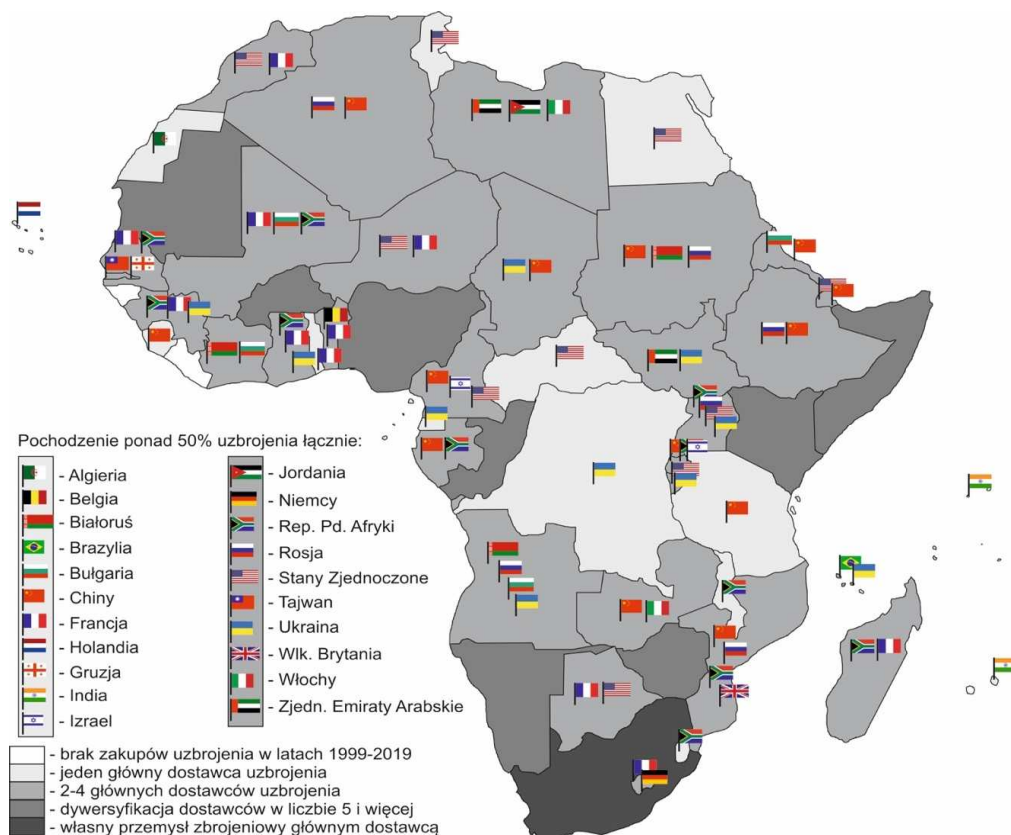 Pochodzenie ponad 50% uzbrojenia łącznie:
- Algieria
- Belgia
- Białoruś
- Brazylia
- Bułgaria
- Chiny
- Francja
- Holandia
- Gruzja
- India
- Izrael
- Jordania
- Niemcy
- Rep. Pd. Afryki
- Rosja
- Stany Zjednoczone
- Tajwan
- Ukraina
- Wlk. Brytania
- Włochy
- Zjedn. Emiraty Arabskie
- brak zakupów uzbrojenia w latach 1999-2019
- jeden główny dostawca uzbrojenia
- 2-4 głównych dostawców uzbrojenia
- dywersyfikacja dostawców w liczbie 5 i więcej
- własny przemysł zbrojeniowy głównym dostawcą